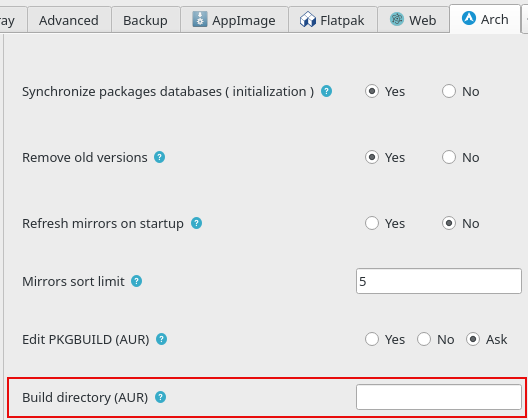 ay Advanced Backup AppImage Flatpak Web Arch
Synchronize packages databases ( initialization ) ? Yes No
Remove old versions ? Yes No
Refresh mirrors on startup ? Yes No
Mirrors sort limit ? 5
Edit PKGBUILD (AUR) ? Yes No Ask
Build directory (AUR) ?